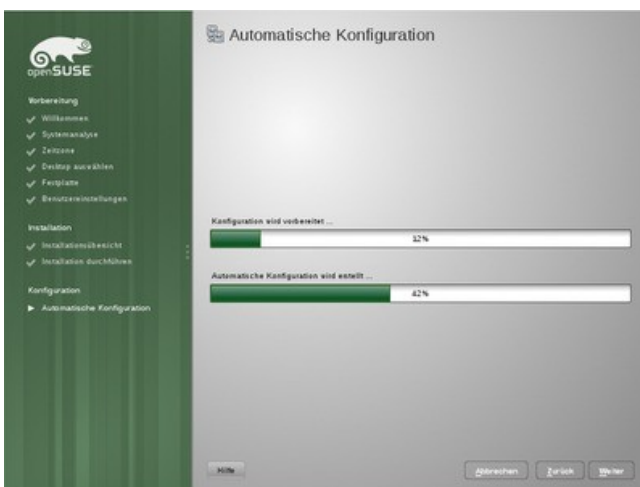 openSUSE
Vorbereitung
Willkommen
Systemanalyse
Zeitzone
Desktop auswählen
Festplatte
Benutzereinstellungen
Installation
Installationsübersicht
Installation durchführen
Konfiguration
Automatische Konfiguration
Automatische Konfiguration
Konfiguration wird vorbereitet ...
12%
Automatische Konfiguration wird erstellt ...
42%
Hilfe
Abbrechen
Zurück
Weiter